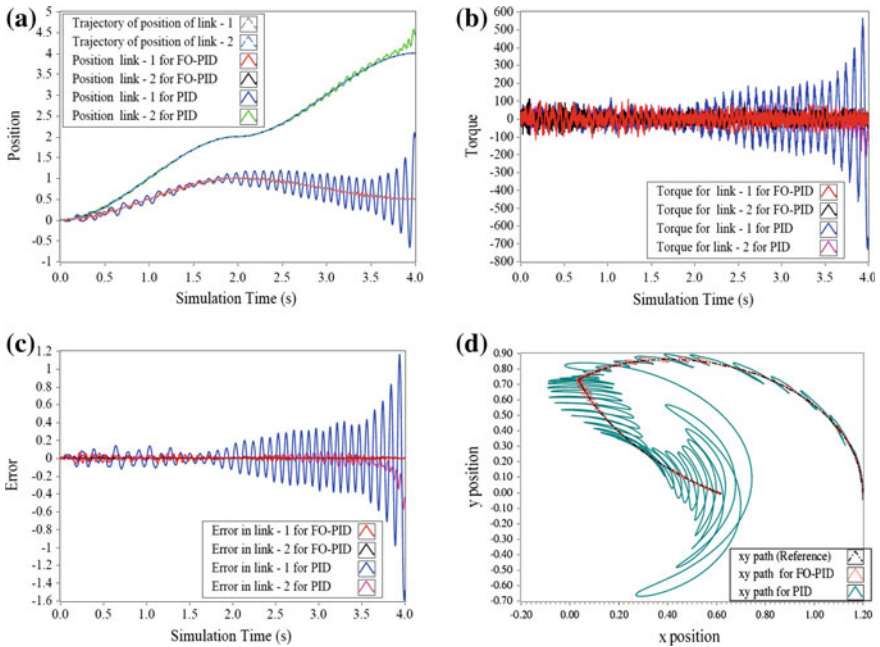 (a)
Trajectory of position of link - 1
Trajectory of position of link - 2
Position link - 1 for FO-PID
Position link - 2 for FO-PID
Position link - 1 for PID
Position link - 2 for PID
5
4.5
4
3.5
3
2.5
2
1.5
1
0.5
0
-0.5
-1
Position
0.0 0.5 1.0 1.5 2.0 2.5 3.0 3.5 4.0
Simulation Time (s)
(b)
600
500
400
300
200
100
0
-100
-200
-300
-400
-500
-600
-700
-800
Torque
Torque for link - 1 for FO-PID
Torque for link - 2 for FO-PID
Torque for link - 1 for PID
Torque for link - 2 for PID
0.0 0.5 1.0 1.5 2.0 2.5 3.0 3.5 4.0
Simulation Time (s)
(c)
1.2
1
0.8
0.6
0.4
0.2
0
-0.2
-0.4
-0.6
-0.8
-1
-1.2
-1.4
-1.6
Error
Error in link - 1 for FO-PID
Error in link - 2 for FO-PID
Error in link - 1 for PID
Error in link - 2 for PID
0.0 0.5 1.0 1.5 2.0 2.5 3.0 3.5 4.0
Simulation Time (s)
(d)
0.90
0.80
0.70
0.60
0.50
0.40
0.30
0.20
0.10
0.00
-0.10
-0.20
-0.30
-0.40
-0.50
-0.60
-0.70
y position
xy path (Reference)
xy path for FO-PID
xy path for PID
-0.20 0.00 0.20 0.40 0.60 0.80 1.00 1.20
x position